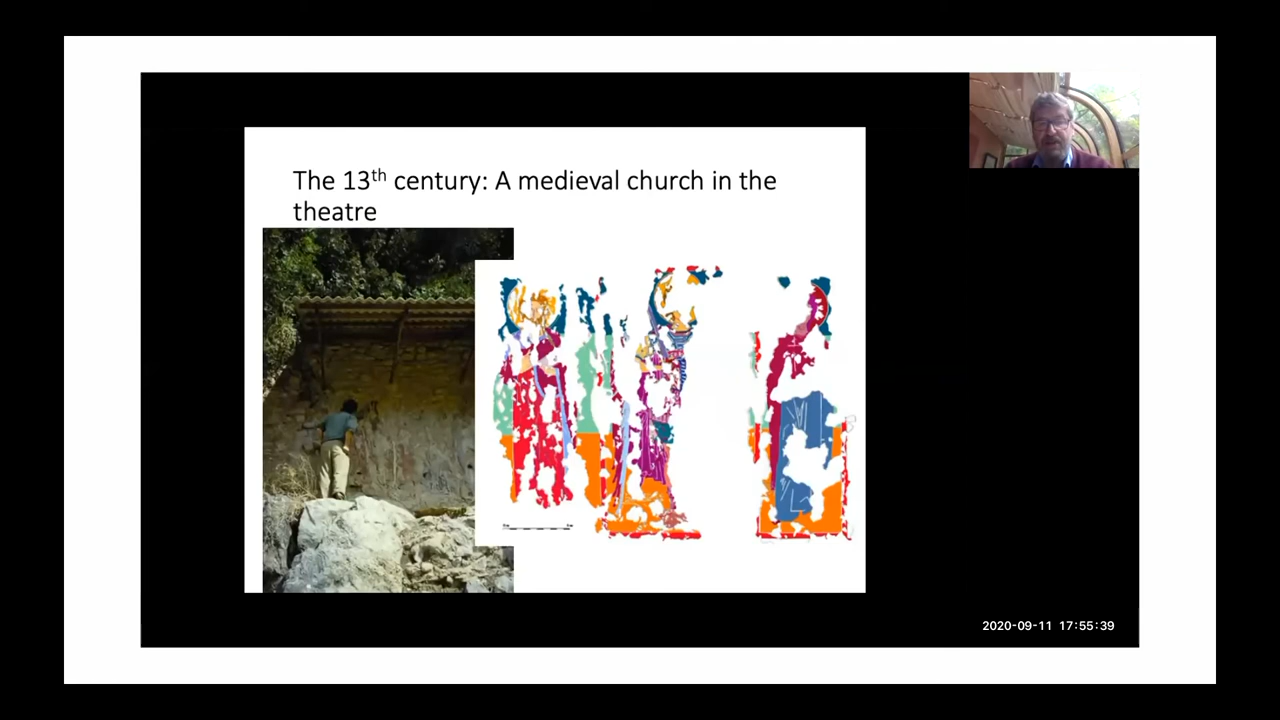 The 13th century: A medieval church in the
theatre
2020-09-11 17:55:39